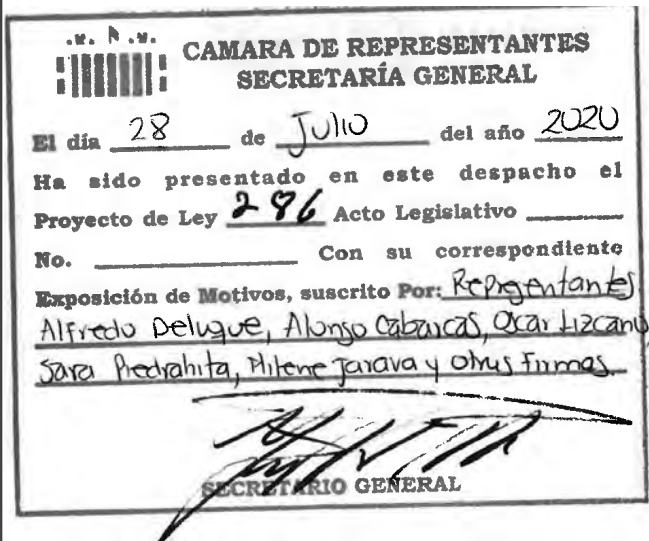 CAMARA DE REPRESENTANTES
SECRETARÍA GENERAL
El día 28 de Julio del año 2020
Ha sido presentado en este despacho el
Proyecto de Ley 286 Acto Legislativo
No. Con su correspondiente
Exposición de Motivos, suscrito Por: Representantes
Alfredo Deluque, Alonso Cabarcas, Oscar Lizcano
Sara Piedrahita, Milene Jarava y otras Firmas
SECRETARIO GENERAL